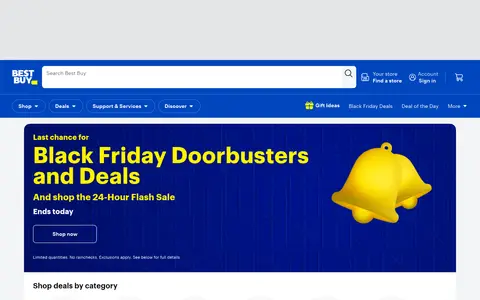 BEST
BUY
Search Best Buy
Your store
Find a store
Account
Sign in
Shop
Deals
Support & Services
Discover
Gift Ideas
Black Friday Deals
Deal of the Day
More
Last chance for
Black Friday Doorbusters
and Deals
And shop the 24-Hour Flash Sale
Ends today
Shop now
Limited quantities. No rainchecks. Exclusions apply. See below for full details.
Shop deals by category